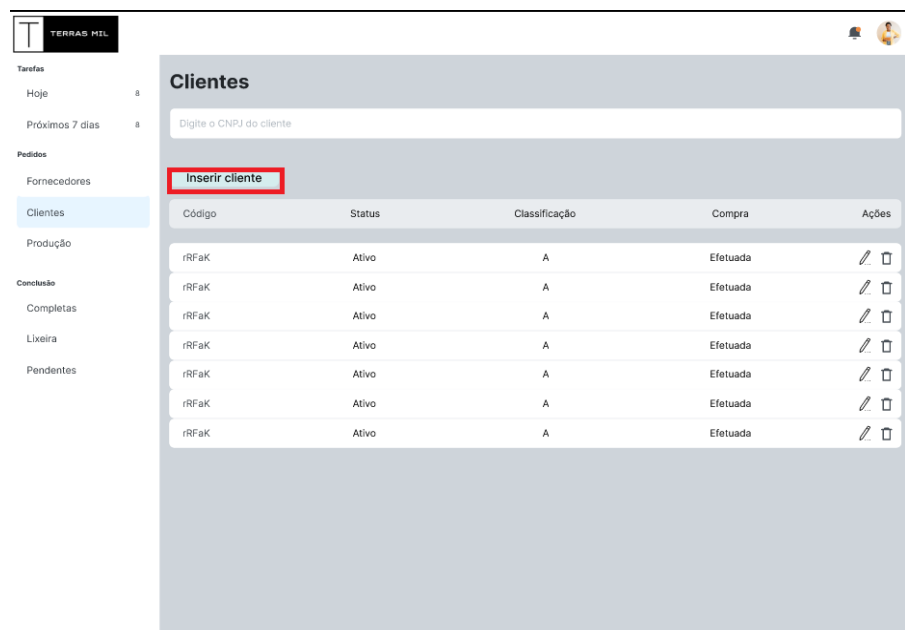 T TERRAS MIL
Tarefas
Hoje 8
Próximos 7 dias 8
Pedidos
Fornecedores
Clientes
Produção
Conclusão
Completas
Lixeira
Pendentes
Clientes
Digite o CNPJ do cliente
Inserir cliente
Código Status Classificação Compra Ações
rRFaK Ativo A Efetuada
rRFaK Ativo A Efetuada
rRFaK Ativo A Efetuada
rRFaK Ativo A Efetuada
rRFaK Ativo A Efetuada
rRFaK Ativo A Efetuada
rRFaK Ativo A Efetuada